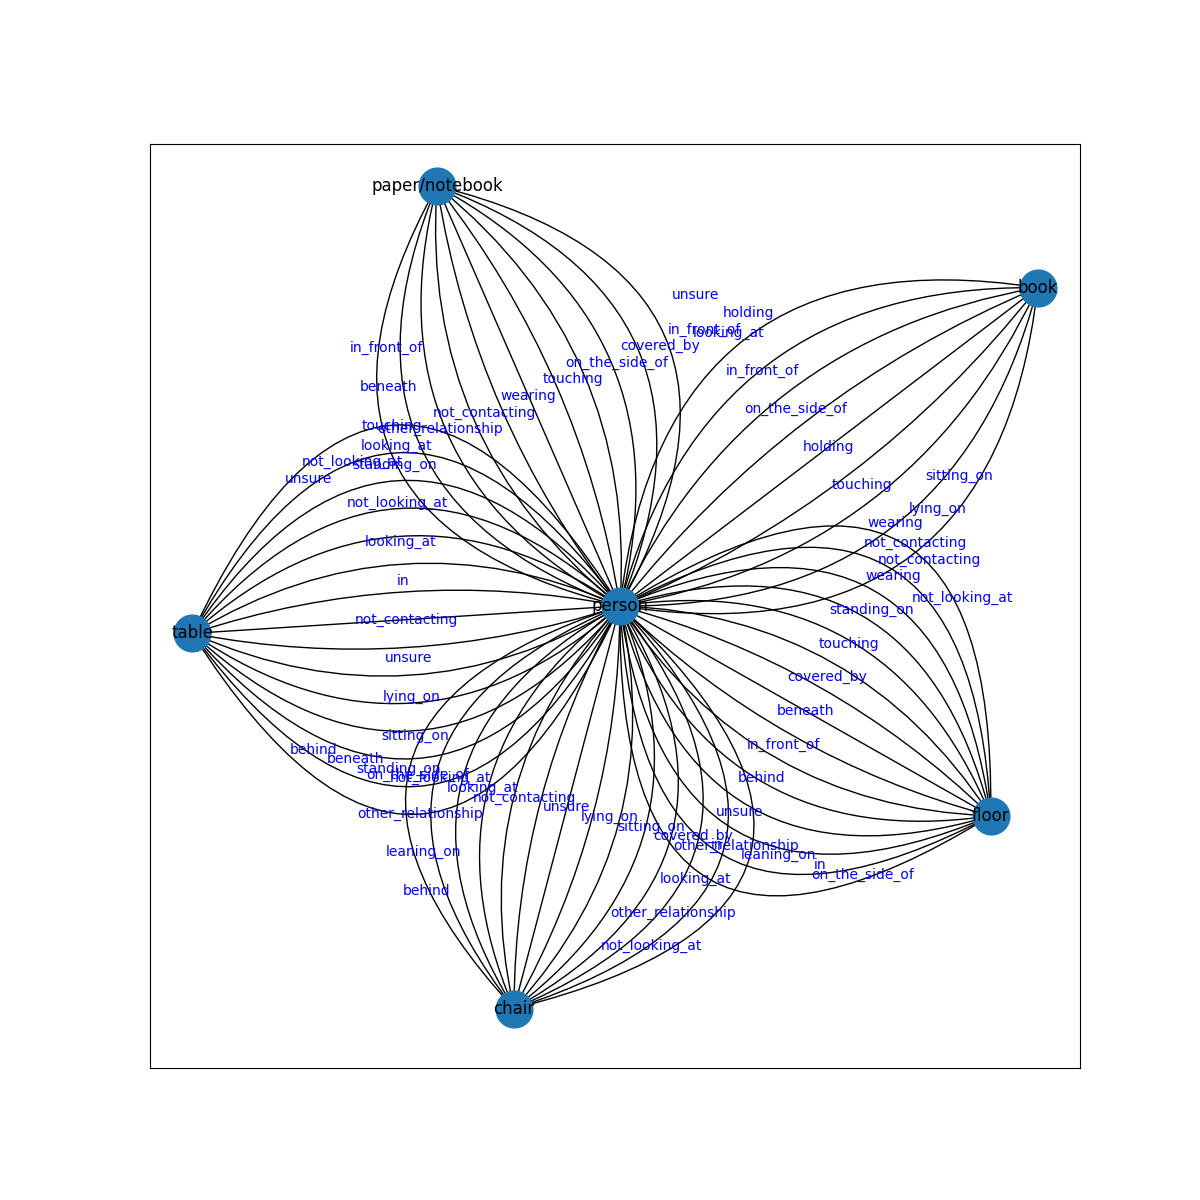 paper/notebook
book
unsure
holding
in_front_of
looking_at
covered_by
in_front_of
on_the_side_of
in_front_of
touching
beneath
wearing
on_the_side_of
not_contacting
touching
other_relationship
looking_at
holding
not_looking_at
standing_on
unsure
sitting_on
touching
not_looking_at
lying_on
wearing
looking_at
not_contacting
not_contacting
wearing
in
not_looking_at
person
standing_on
not_contacting
table
touching
unsure
covered_by
lying_on
beneath
sitting_on
in_front_of
behind
beneath
standing_on
on_the_side_of
not_looking_at
behind
looking_at
not_contacting
unsure
other_relationship
lying_on
unsure
floor
sitting_on
covered_by
other_relationship
leaning_on
leaning_on
in
on_the_side_of
looking_at
behind
other_relationship
not_looking_at
chair